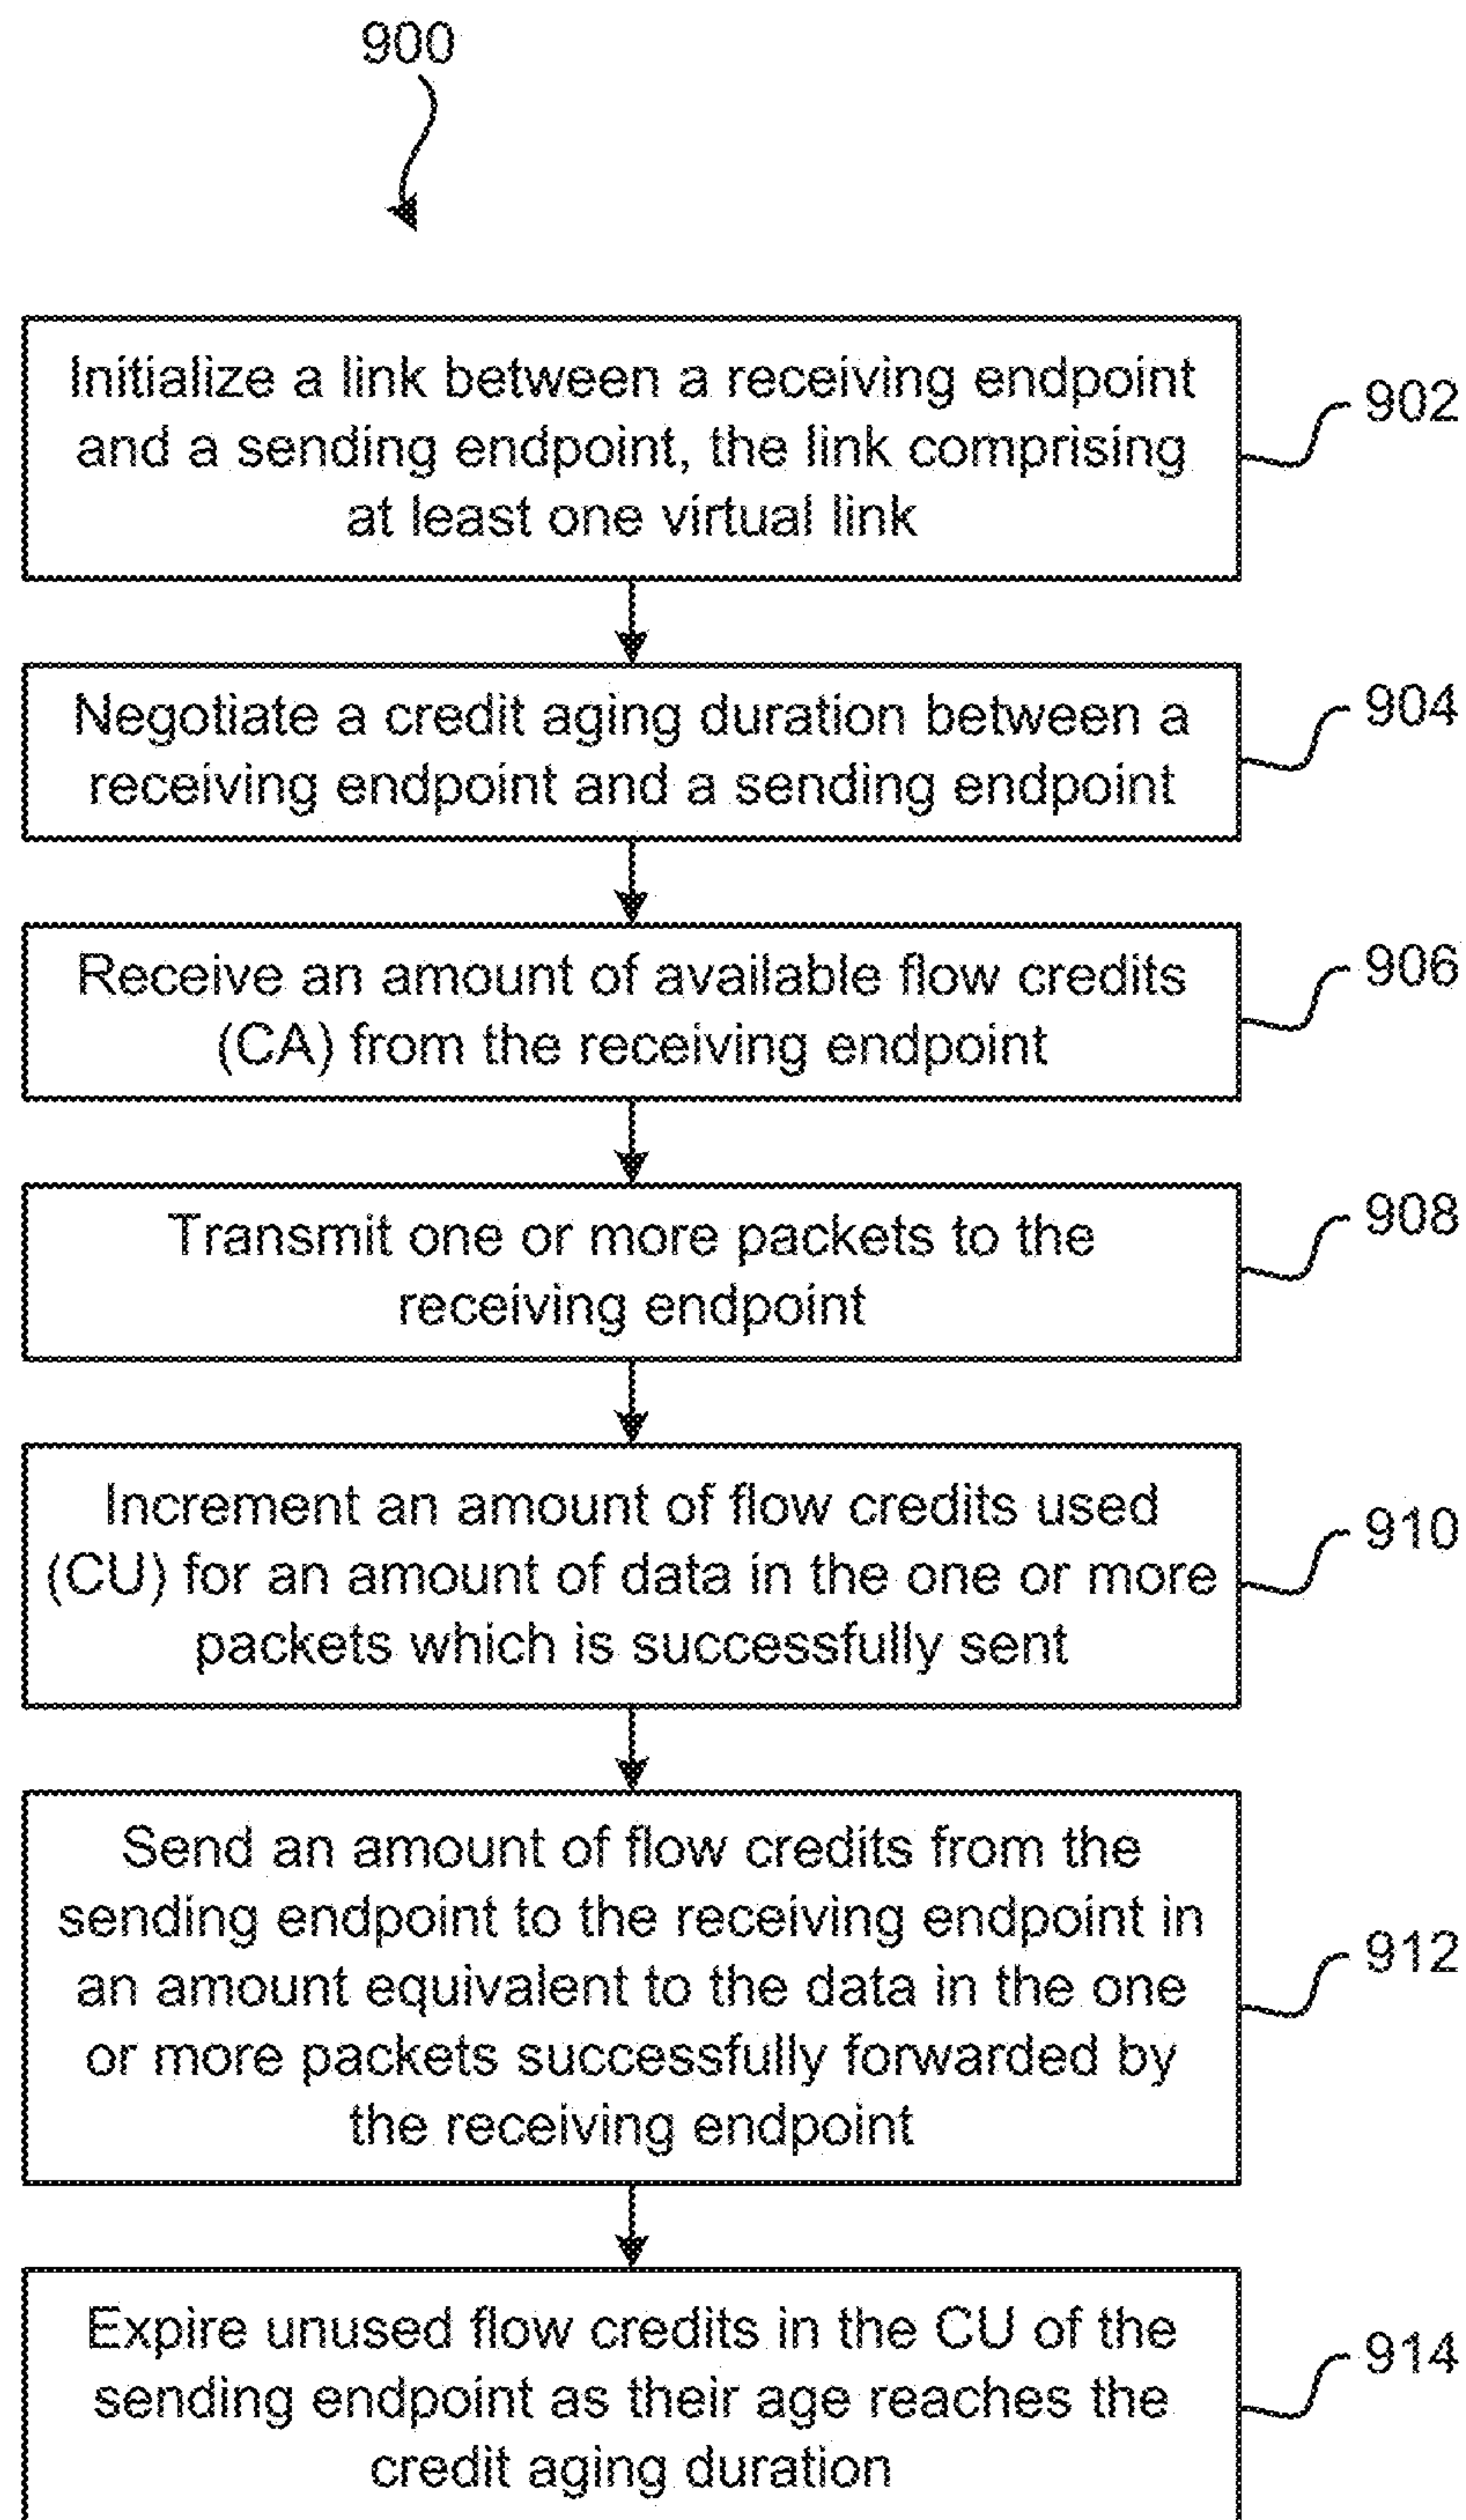 900
Initialize a link between a receiving endpoint
and a sending endpoint, the link comprising
at least one virtual link
902
Negotiate a credit aging duration between a
receiving endpoint and a sending endpoint
904
Receive an amount of available flow credits
(CA) from the receiving endpoint
906
Transmit one or more packets to the
receiving endpoint
908
Increment an amount of flow credits used
(CU) for an amount of data in the one or more
packets which is successfully sent
910
Send an amount of flow credits from the
sending endpoint to the receiving endpoint in
an amount equivalent to the data in the one
or more packets successfully forwarded by
the receiving endpoint
912
Expire unused flow credits in the CU of the
sending endpoint as their age reaches the
credit aging duration
914